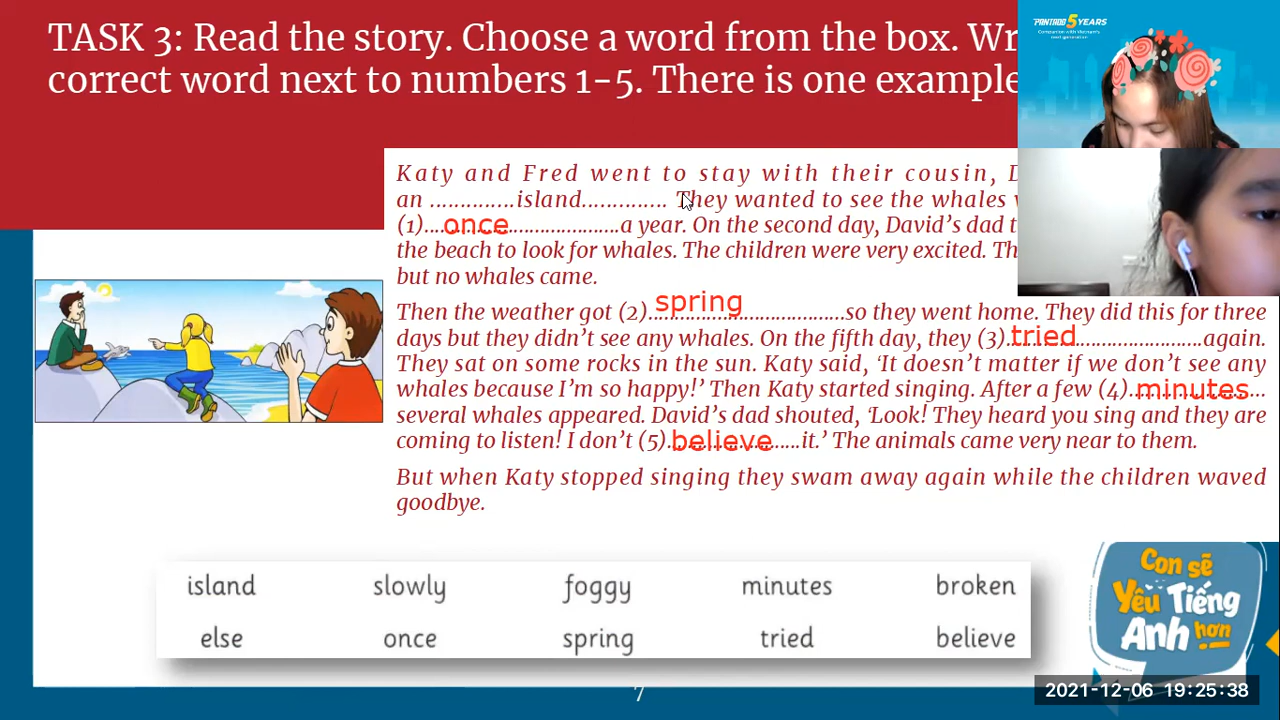 TASK 3: Read the story. Choose a word from the box. Wr
correct word next to numbers 1-5. There is one example
PANTADO 5 YEARS
Companion with Vietnam's
next generation
Katy and Fred went to stay with their cousin, D
an ..............island.............. They wanted to see the whales
(1)....once......................a year. On the second day, David's dad t
the beach to look for whales. The children were very excited. Th
but no whales came.
Then the weather got (2)....spring......................so they went home. They did this for three
days but they didn't see any whales. On the fifth day, they (3).tried........................again.
They sat on some rocks in the sun. Katy said, 'It doesn't matter if we don't see any
whales because I'm so happy!' Then Katy started singing. After a few (4).minutes...
several whales appeared. David's dad shouted, 'Look! They heard you sing and they are
coming to listen! I don't (5).believe......it.' The animals came very near to them.
But when Katy stopped singing they swam away again while the children waved
goodbye.
island slowly foggy minutes broken
else once spring tried believe
Con sẽ
Yêu Tiếng
Anh hơn
7
2021-12-06 19:25:38